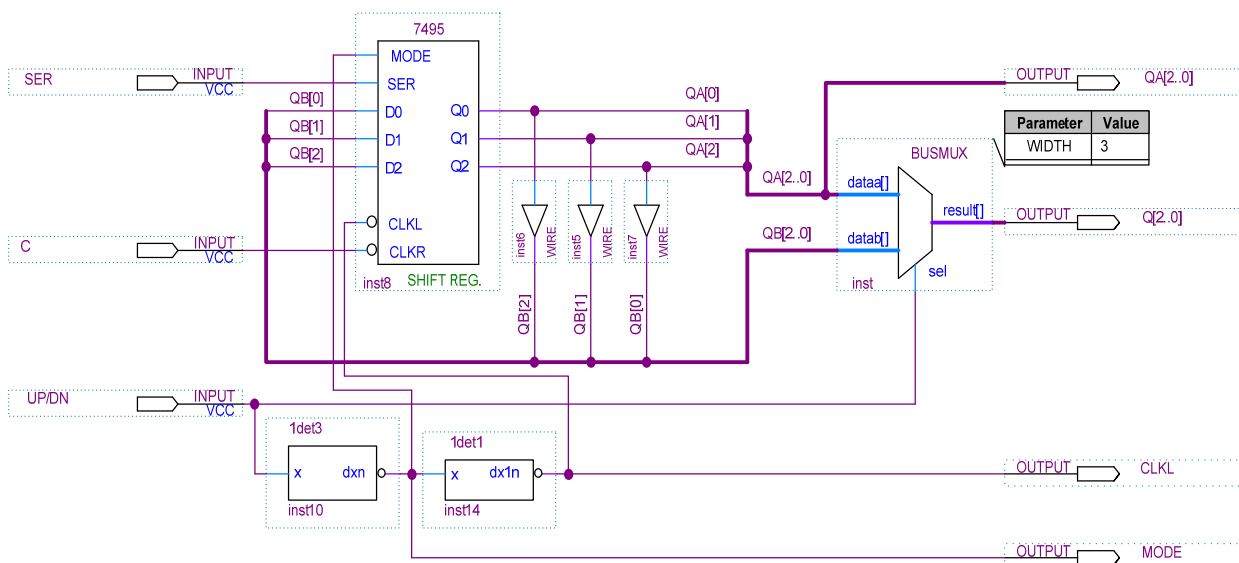 7495
MODE
SER
INPUT
VCC
SER
QB[0]
D0
Q0
QA[0]
QB[1]
D1
Q1
QA[1]
QB[2]
D2
Q2
QA[2]
OUTPUT
QA[2..0]
Parameter Value
WIDTH 3
BUSMUX
QA[2..0]
dataa[]
result[]
OUTPUT
Q[2..0]
QB[2..0]
datab[]
sel
inst
CLKL
C
INPUT
VCC
CLKR
inst8
SHIFT REG.
inst6
WIRE
inst5
WIRE
inst7
WIRE
QB[2]
QB[1]
QB[0]
UP/DN
INPUT
VCC
1det3
x
dxn
inst10
1det1
x
dx1n
inst14
OUTPUT
CLKL
OUTPUT
MODE